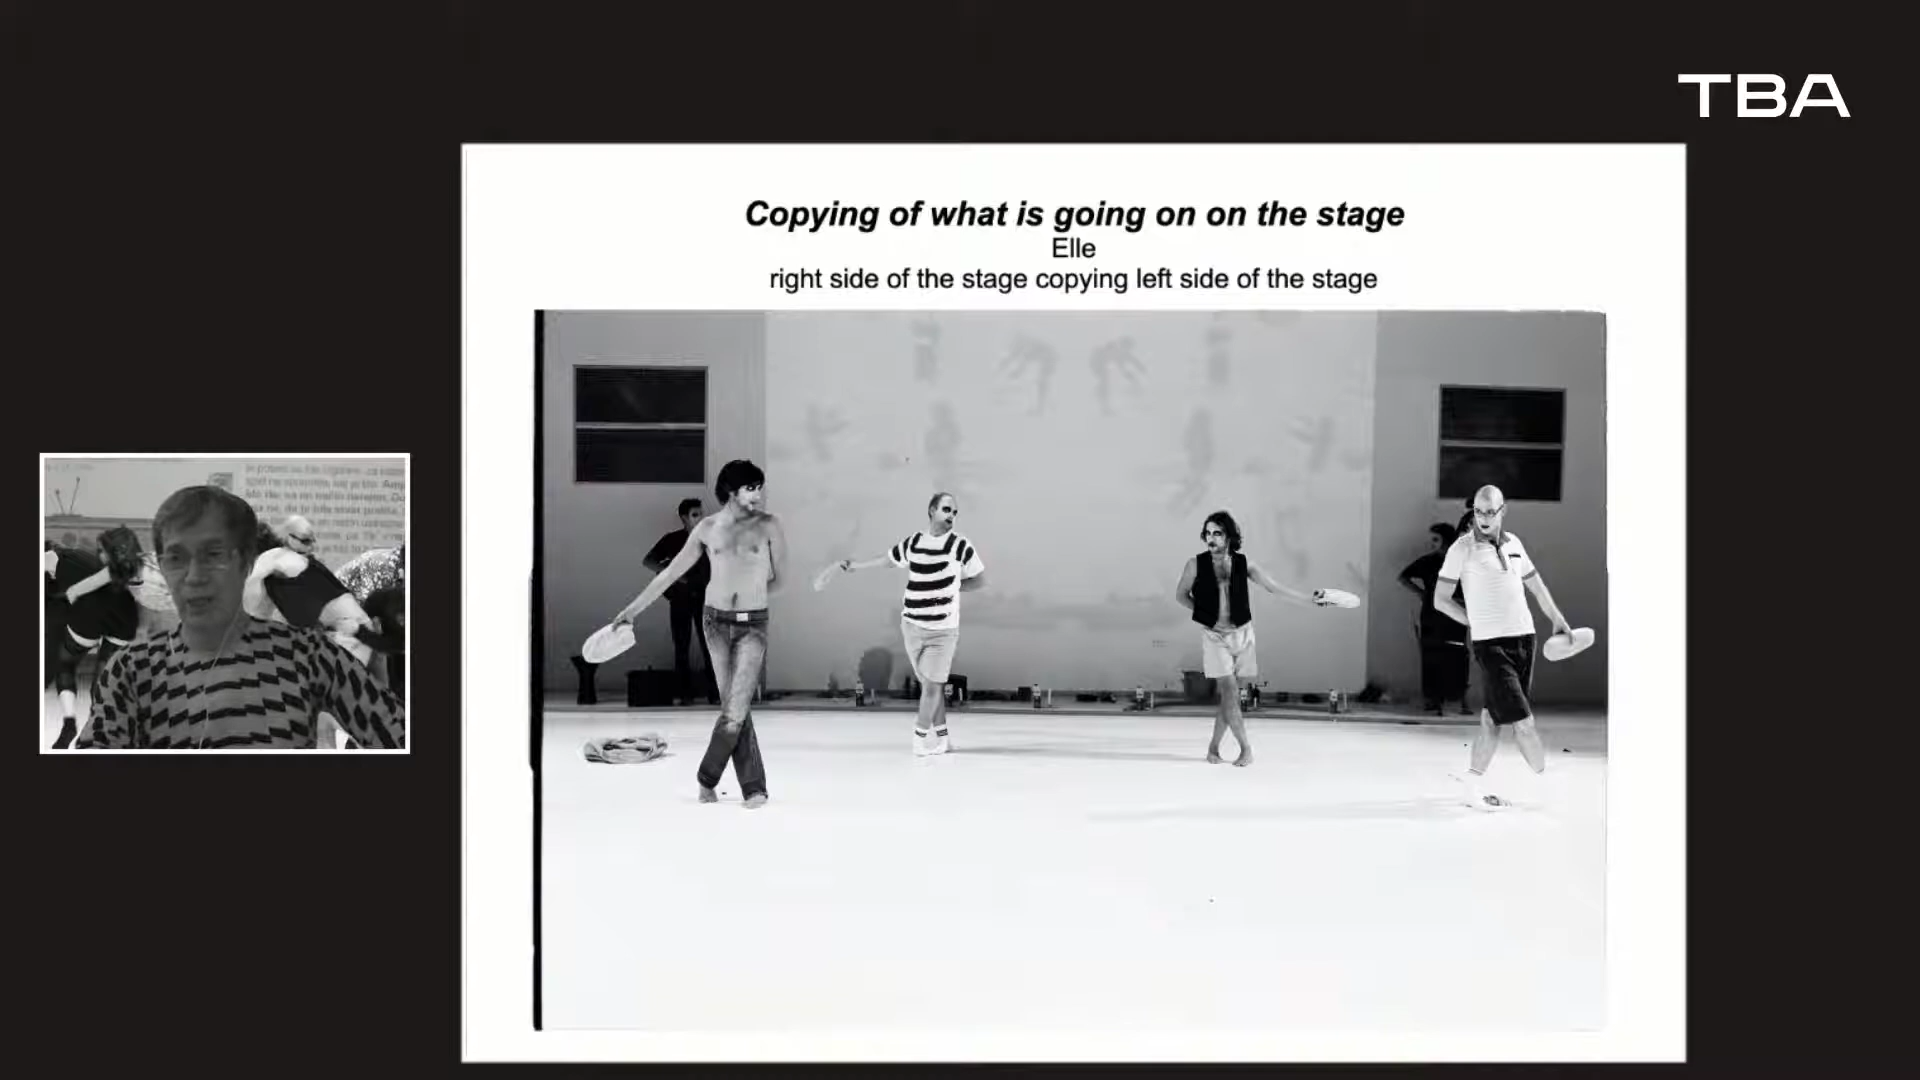 TBA
Copying of what is going on on the stage
Elle
right side of the stage copying left side of the stage